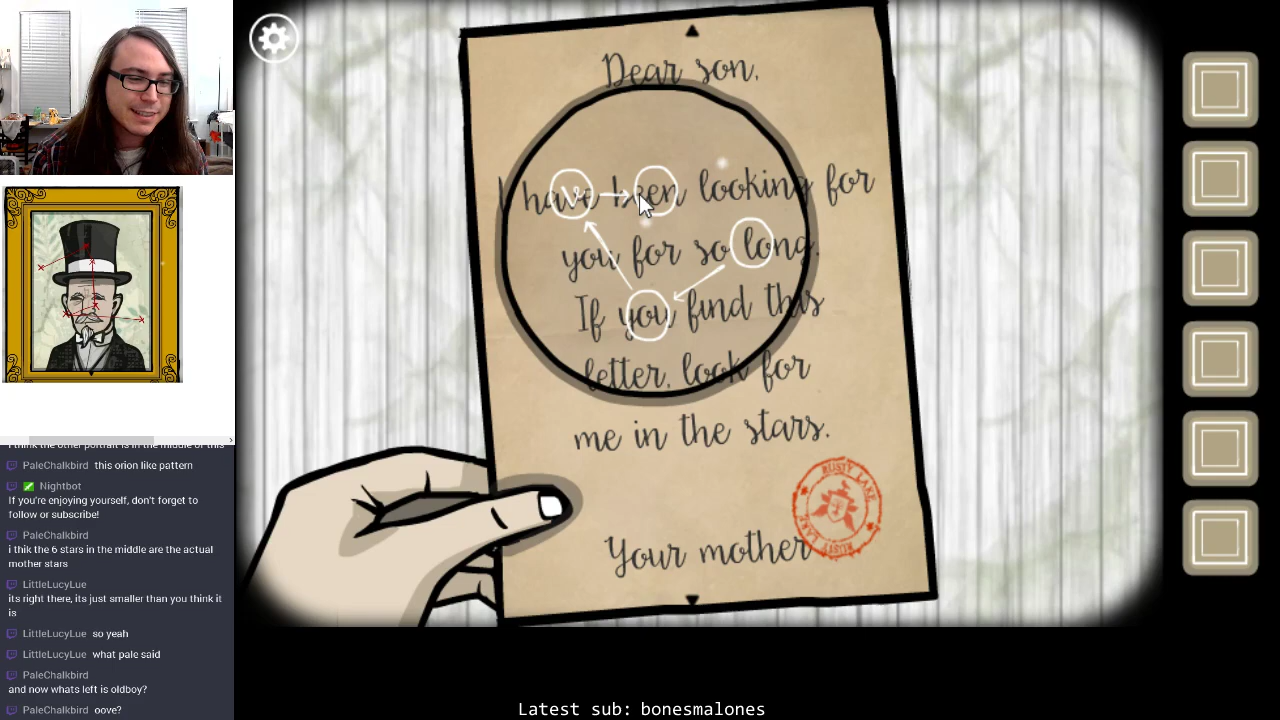 Dear son,
I have been looking for
you for so long.
If you find this
letter, look for
me in the stars.
Your mother
RUSTY LAKE
RUSTY LAKE
PaleChalkbird this orion like pattern
Nightbot
If you're enjoying yourself, don't forget to
follow or subscribe!
PaleChalkbird
i thik the 6 stars in the middle are the actual
mother stars
LittleLucyLue
its right there, its just smaller than you think it
is
LittleLucyLue so yeah
LittleLucyLue what pale said
PaleChalkbird
and now whats left is oldboy?
PaleChalkbird oove?
Latest sub: bonesmalones